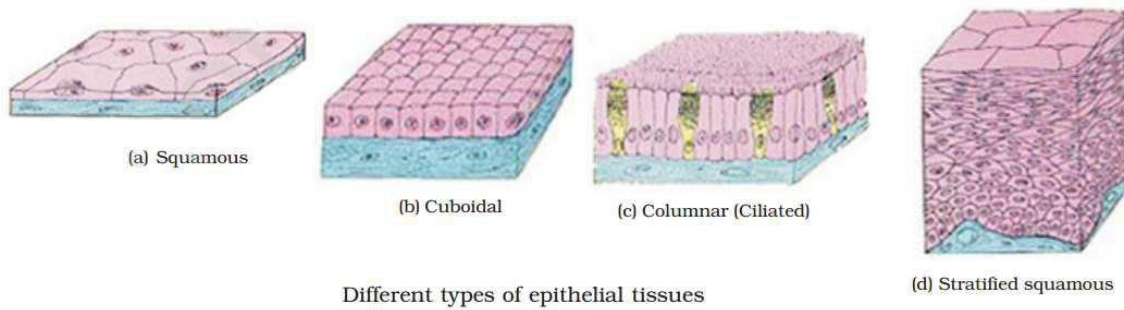 (a) Squamous
(b) Cuboidal
(c) Columnar (Ciliated)
(d) Stratified squamous
Different types of epithelial tissues